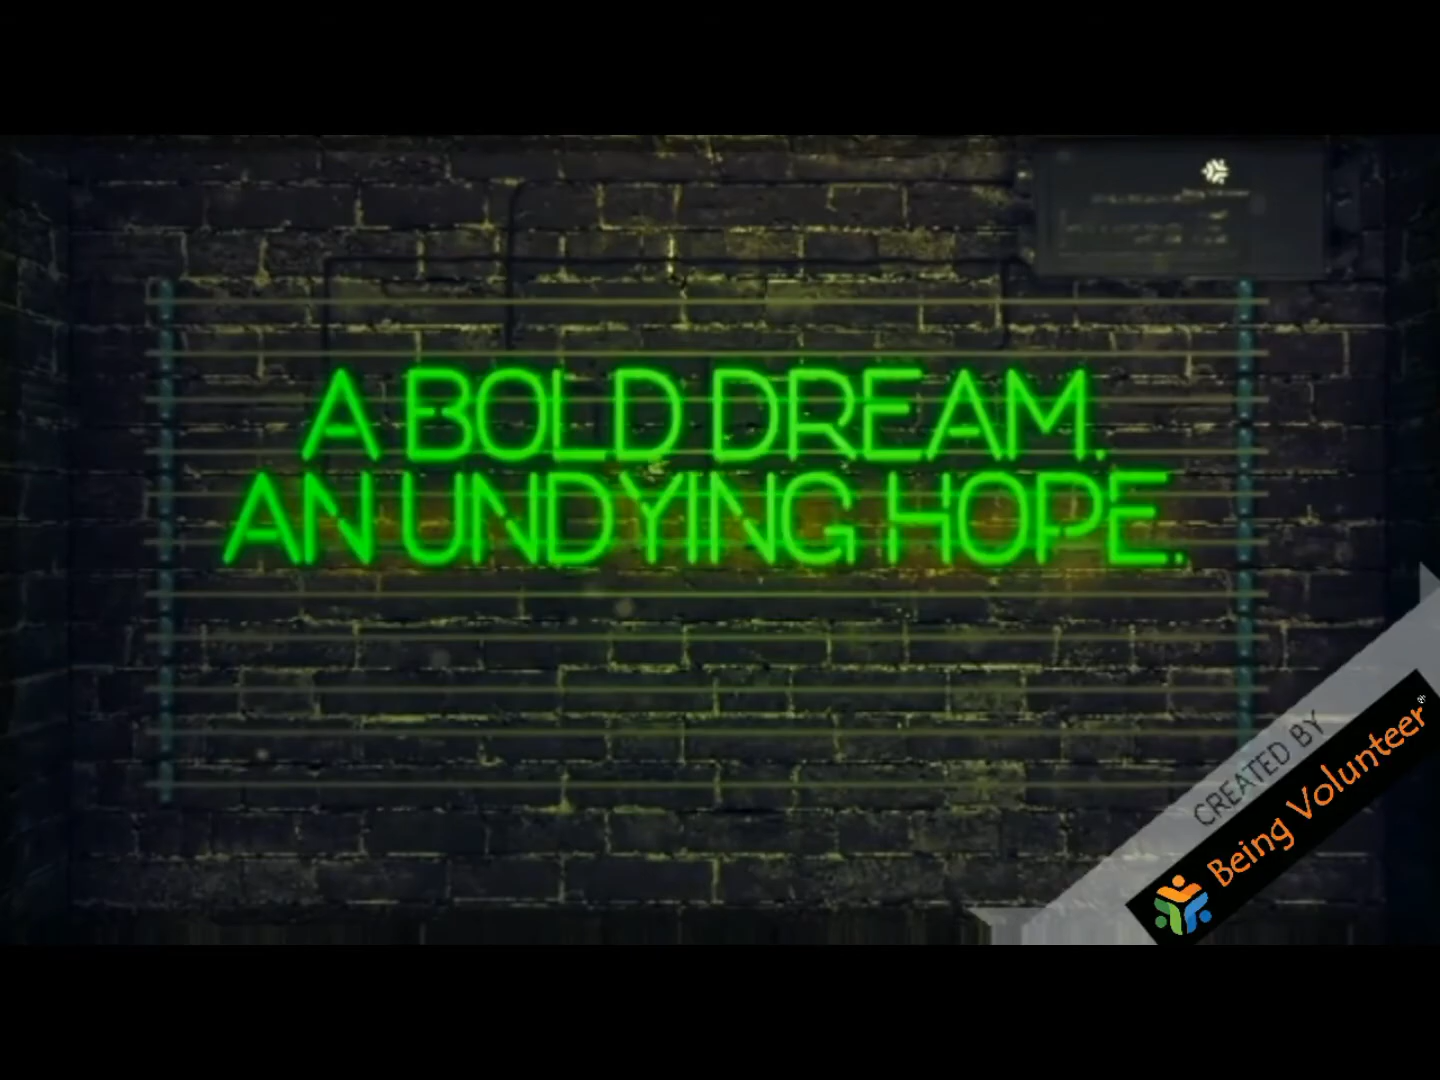 A BOLD DREAM.
AN UNDYING HOPE.
CREATED BY
Being Volunteer